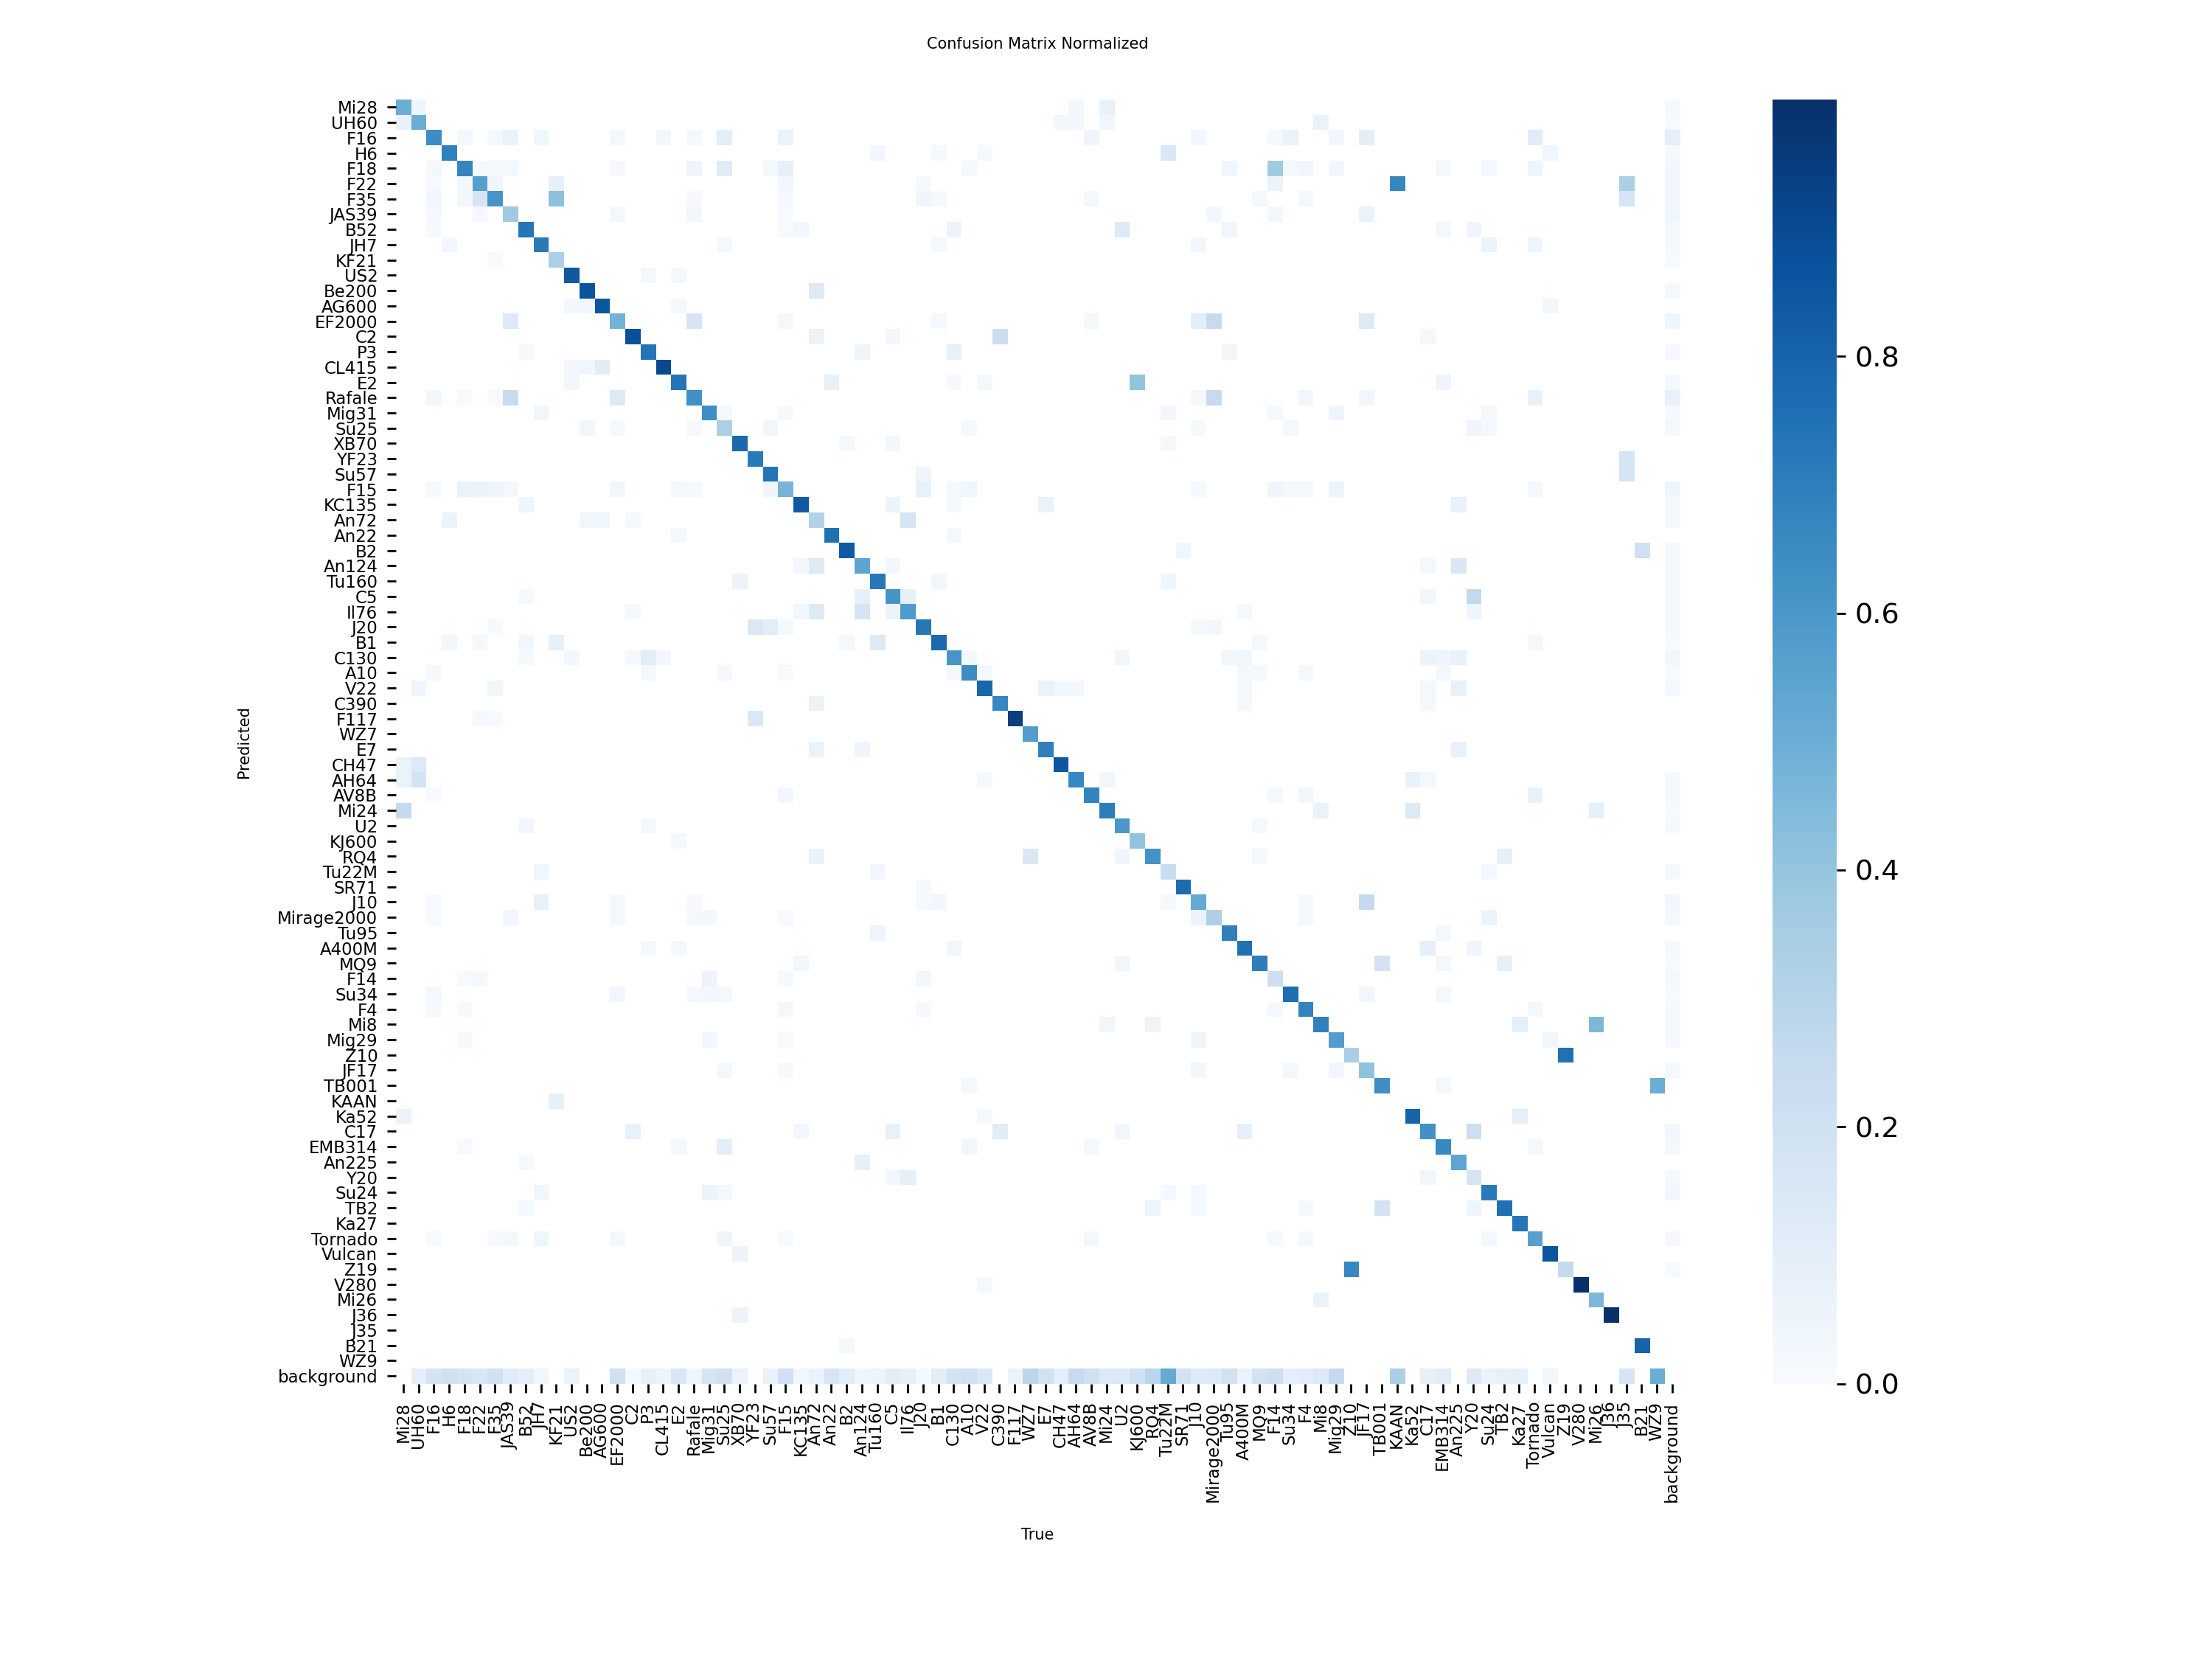 Confusion Matrix Normalized
Mi28
UH60
F16
H6
F18
F22
F35
JAS39
B52
JH7
KF21
US2
Be200
AG600
EF2000
C2
P3
CL415
E2
Rafale
Mig31
Su25
XB70
YF23
Su57
F15
KC135
An72
An22
B2
An124
Tu160
C5
Il76
J20
B1
C130
A10
V22
C390
F117
WZ7
E7
CH47
AH64
AV8B
Mi24
U2
KJ600
RQ4
Tu22M
SR71
J10
Mirage2000
Tu95
A400M
MQ9
F14
Su34
F4
Mi8
Mig29
Z10
JF17
TB001
KAAN
Ka52
C17
EMB314
An225
Y20
Su24
TB2
Ka27
Tornado
Vulcan
Z19
V280
Mi26
J36
J35
B21
WZ9
background
Predicted
Mi28
UH60
F16
H6
F18
F22
F35
JAS39
B52
JH7
KF21
US2
Be200
AG600
EF2000
C2
P3
CL415
E2
Rafale
Mig31
Su25
XB70
YF23
Su57
F15
KC135
An72
An22
B2
An124
Tu160
C5
Il76
J20
B1
C130
A10
V22
C390
F117
WZ7
E7
CH47
AH64
AV8B
Mi24
U2
KJ600
RQ4
Tu22M
SR71
J10
Mirage2000
Tu95
A400M
MQ9
F14
Su34
F4
Mi8
Mig29
Z10
JF17
TB001
KAAN
Ka52
C17
EMB314
An225
Y20
Su24
TB2
Ka27
Tornado
Vulcan
Z19
V280
Mi26
J36
J35
B21
WZ9
background
True
0.8
0.6
0.4
0.2
0.0